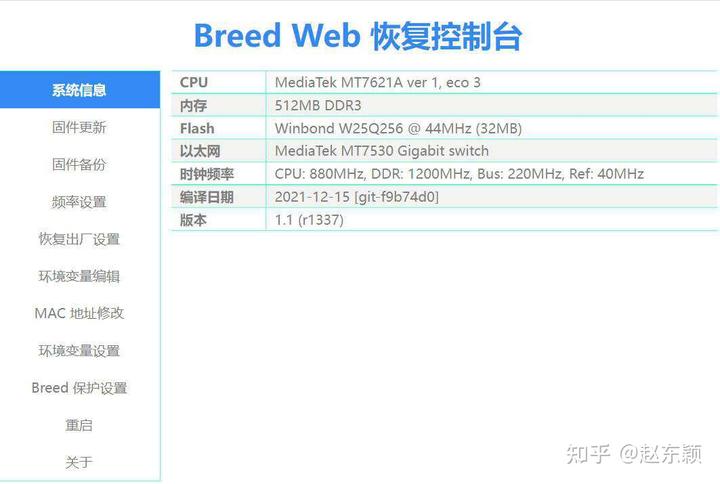 Breed Web 恢复控制台
系统信息
固件更新
固件备份
频率设置
恢复出厂设置
环境变量编辑
MAC 地址修改
环境变量设置
Breed 保护设置
重启
关于
CPU MediaTek MT7621A ver 1, eco 3
内存 512MB DDR3
Flash Winbond W25Q256 @ 44MHz (32MB)
以太网 MediaTek MT7530 Gigabit switch
时钟频率 CPU: 880MHz, DDR: 1200MHz, Bus: 220MHz, Ref: 40MHz
编译日期 2021-12-15 [git-f9b74d0]
版本 1.1 (r1337)
知乎 @赵东颖